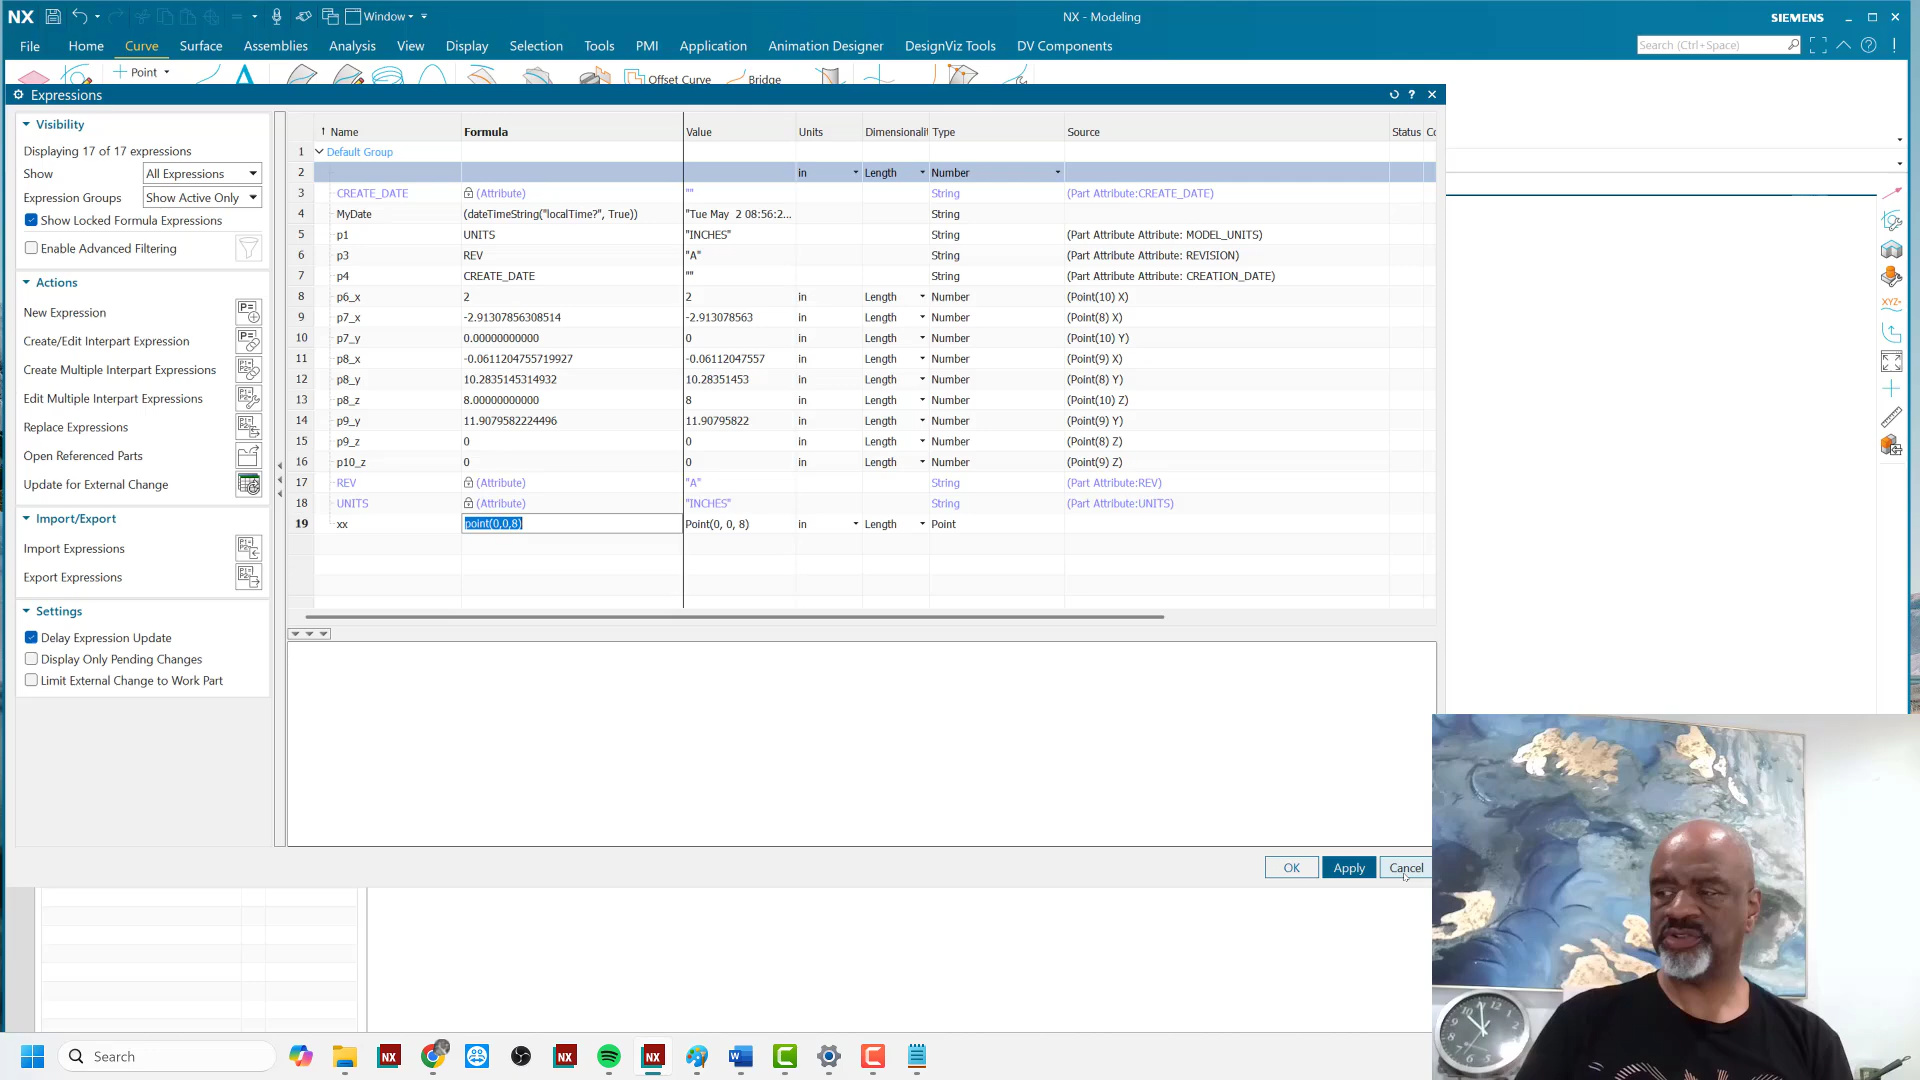 NX Window NX - Modeling SIEMENS
File Home Curve Surface Assemblies Analysis View Display Selection Tools PMI Application Animation Designer DesignViz Tools DV Components Search (Ctrl+Space)
Point Offset Curve Bridge
Expressions
Visibility
Displaying 17 of 17 expressions
Show All Expressions
Expression Groups Show Active Only
Show Locked Formula Expressions
Enable Advanced Filtering
Actions
New Expression
Create/Edit Interpart Expression
Create Multiple Interpart Expressions
Edit Multiple Interpart Expressions
Replace Expressions
Open Referenced Parts
Update for External Change
Import/Export
Import Expressions
Export Expressions
Settings
Delay Expression Update
Display Only Pending Changes
Limit External Change to Work Part
Name Formula Value Units Dimensionalit Type Source Status Co
1 Default Group
2 in Length Number
3 CREATE_DATE (Attribute) "" String (Part Attribute:CREATE_DATE)
4 MyDate (dateTimeString("localTime?", True)) "Tue May 2 08:56:2... String
5 p1 UNITS "INCHES" String (Part Attribute Attribute: MODEL_UNITS)
6 p3 REV "A" String (Part Attribute Attribute: REVISION)
7 p4 CREATE_DATE "" String (Part Attribute Attribute: CREATION_DATE)
8 p6_x 2 2 in Length Number (Point(10) X)
9 p7_x -2.91307856308514 -2.913078563 in Length Number (Point(8) X)
10 p7_y 0.00000000000 0 in Length Number (Point(10) Y)
11 p8_x -0.0611204755719927 -0.06112047557 in Length Number (Point(9) X)
12 p8_y 10.2835145314932 10.28351453 in Length Number (Point(8) Y)
13 p8_z 8.00000000000 8 in Length Number (Point(10) Z)
14 p9_y 11.9079582224496 11.90795822 in Length Number (Point(9) Y)
15 p9_z 0 0 in Length Number (Point(8) Z)
16 p10_z 0 0 in Length Number (Point(9) Z)
17 REV (Attribute) "A" String (Part Attribute:REV)
18 UNITS (Attribute) "INCHES" String (Part Attribute:UNITS)
19 xx point(0,0,8) Point(0, 0, 8) in Length Point
OK Apply Cancel
Search